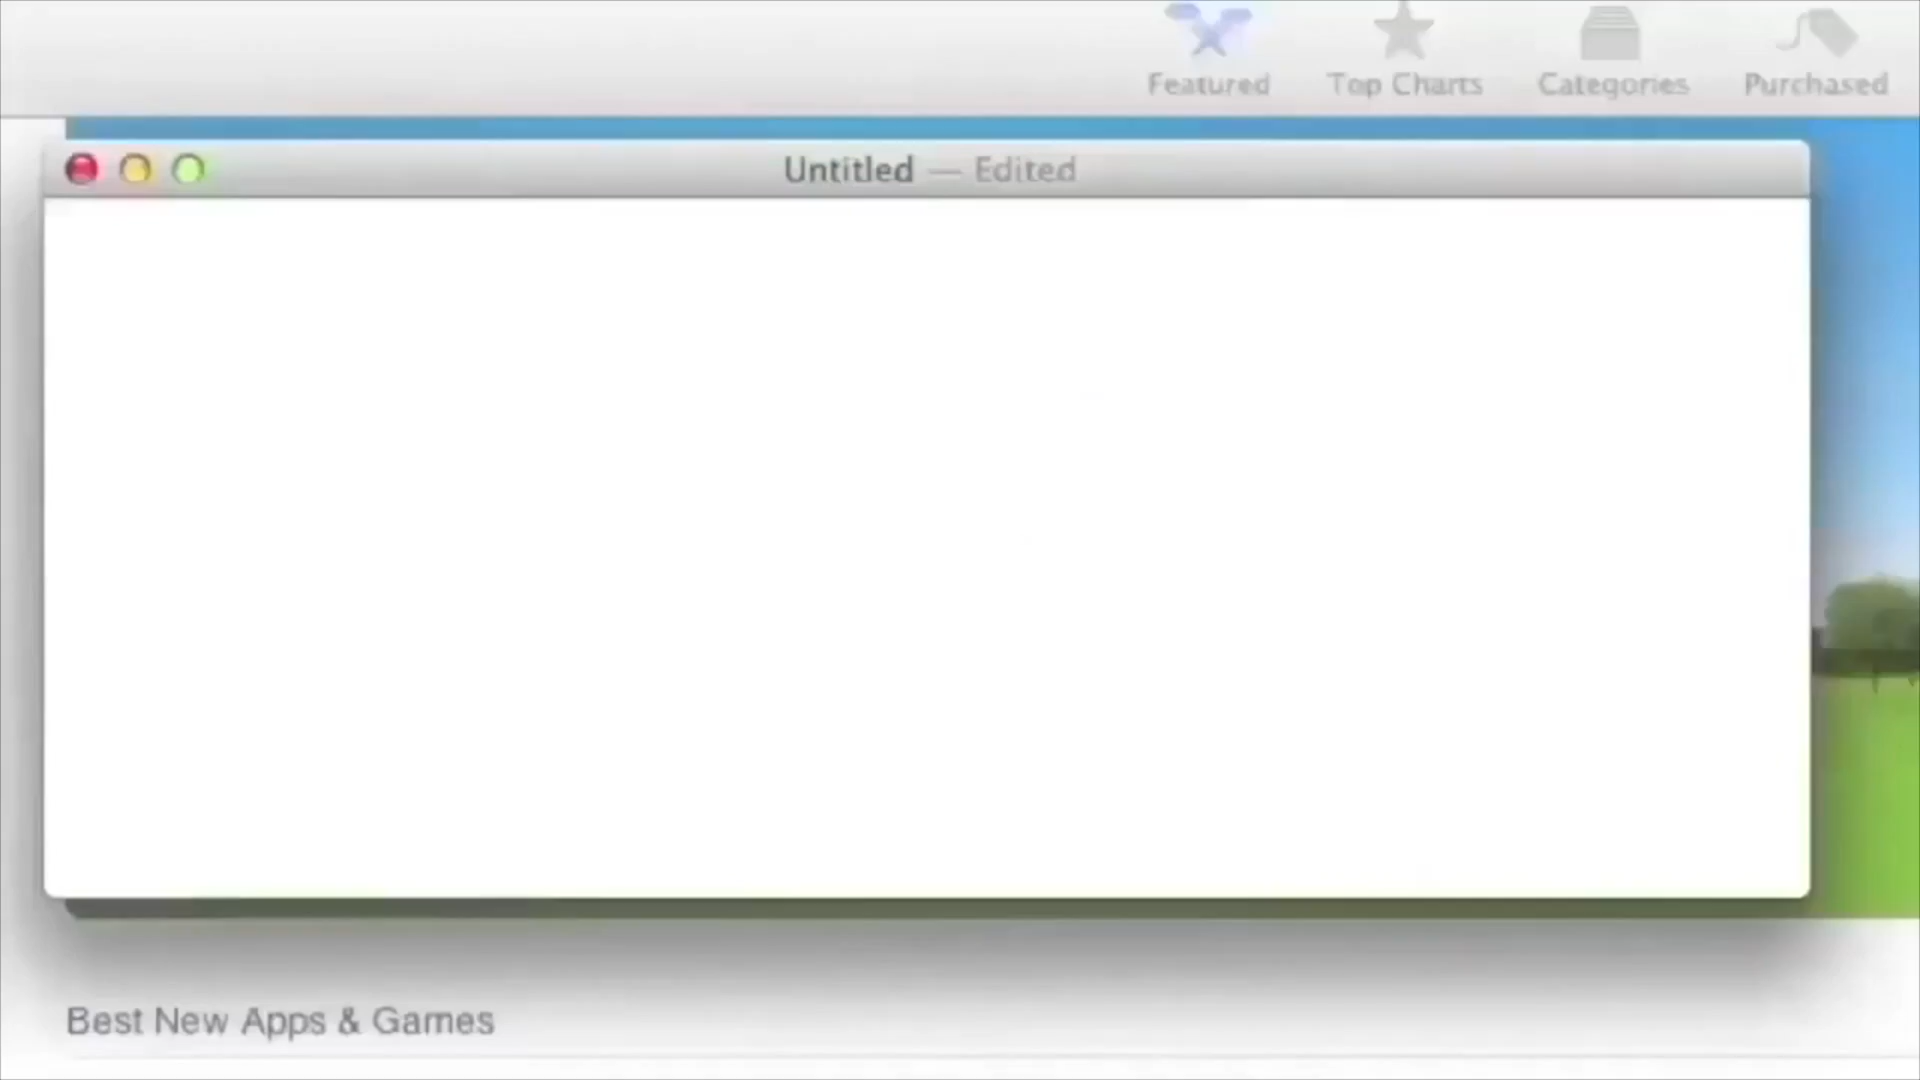 Featured Top Charts Categories Purchased
Untitled — Edited
Best New Apps & Games